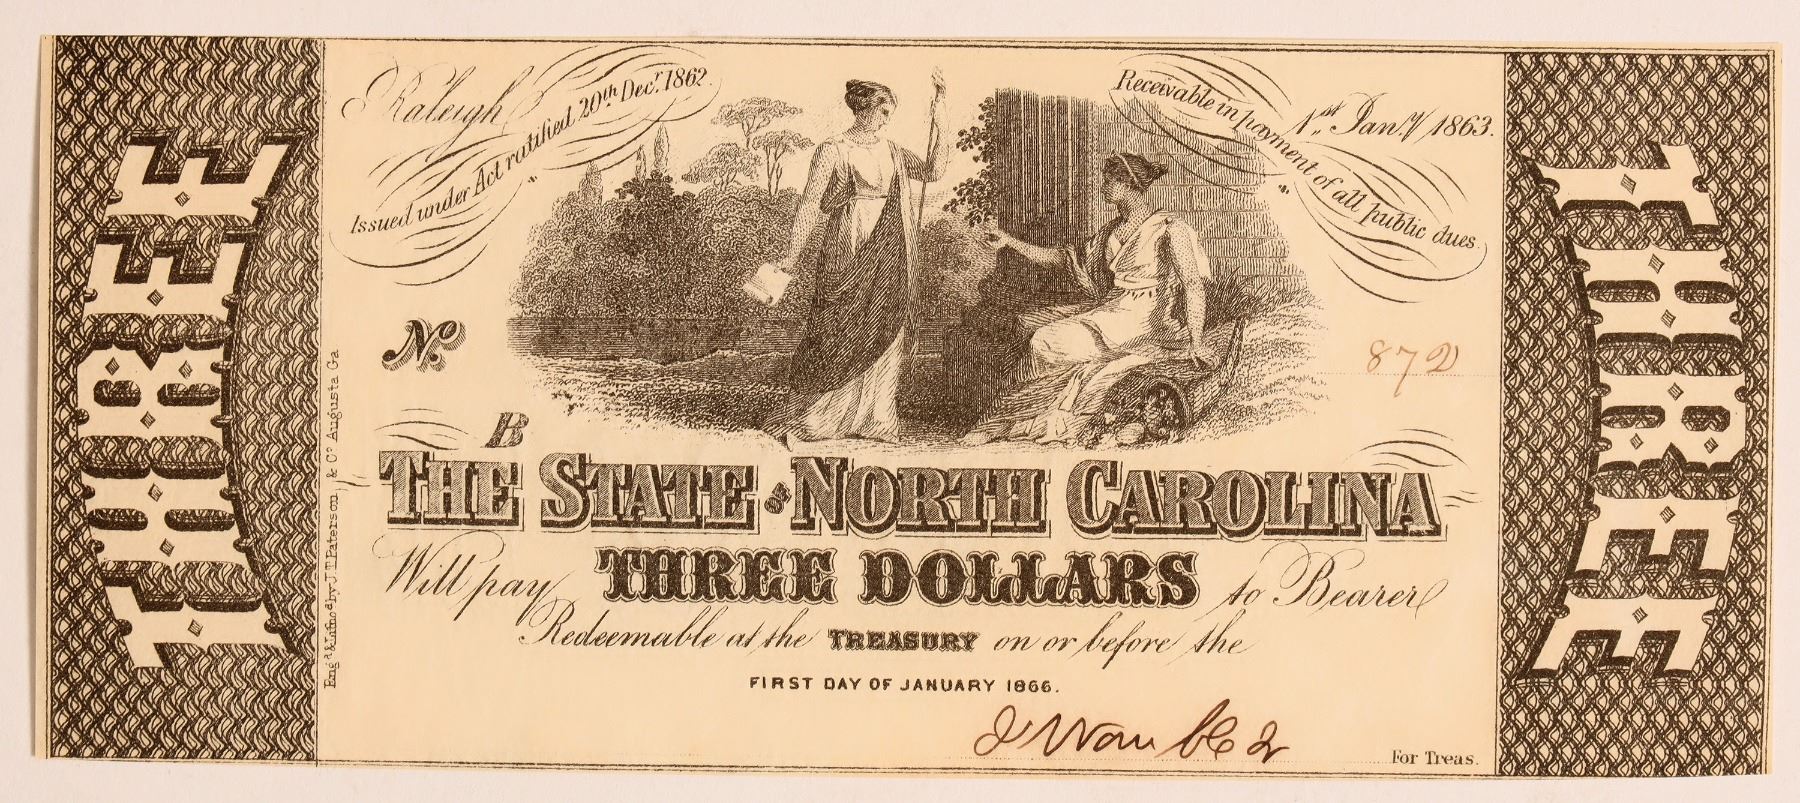 THREE
Raleigh
Issued under Act ratified 20th Decr. 1862.
Receivable in payment of all public dues.
1st Jany 1863.
THREE
No.
872
B
THE STATE OF NORTH CAROLINA
Will pay THREE DOLLARS to Bearer
Redeemable at the TREASURY on or before the
FIRST DAY OF JANUARY 1866.
For Treas.
Engd & Lithod by J T Paterson & Co Augusta Ga